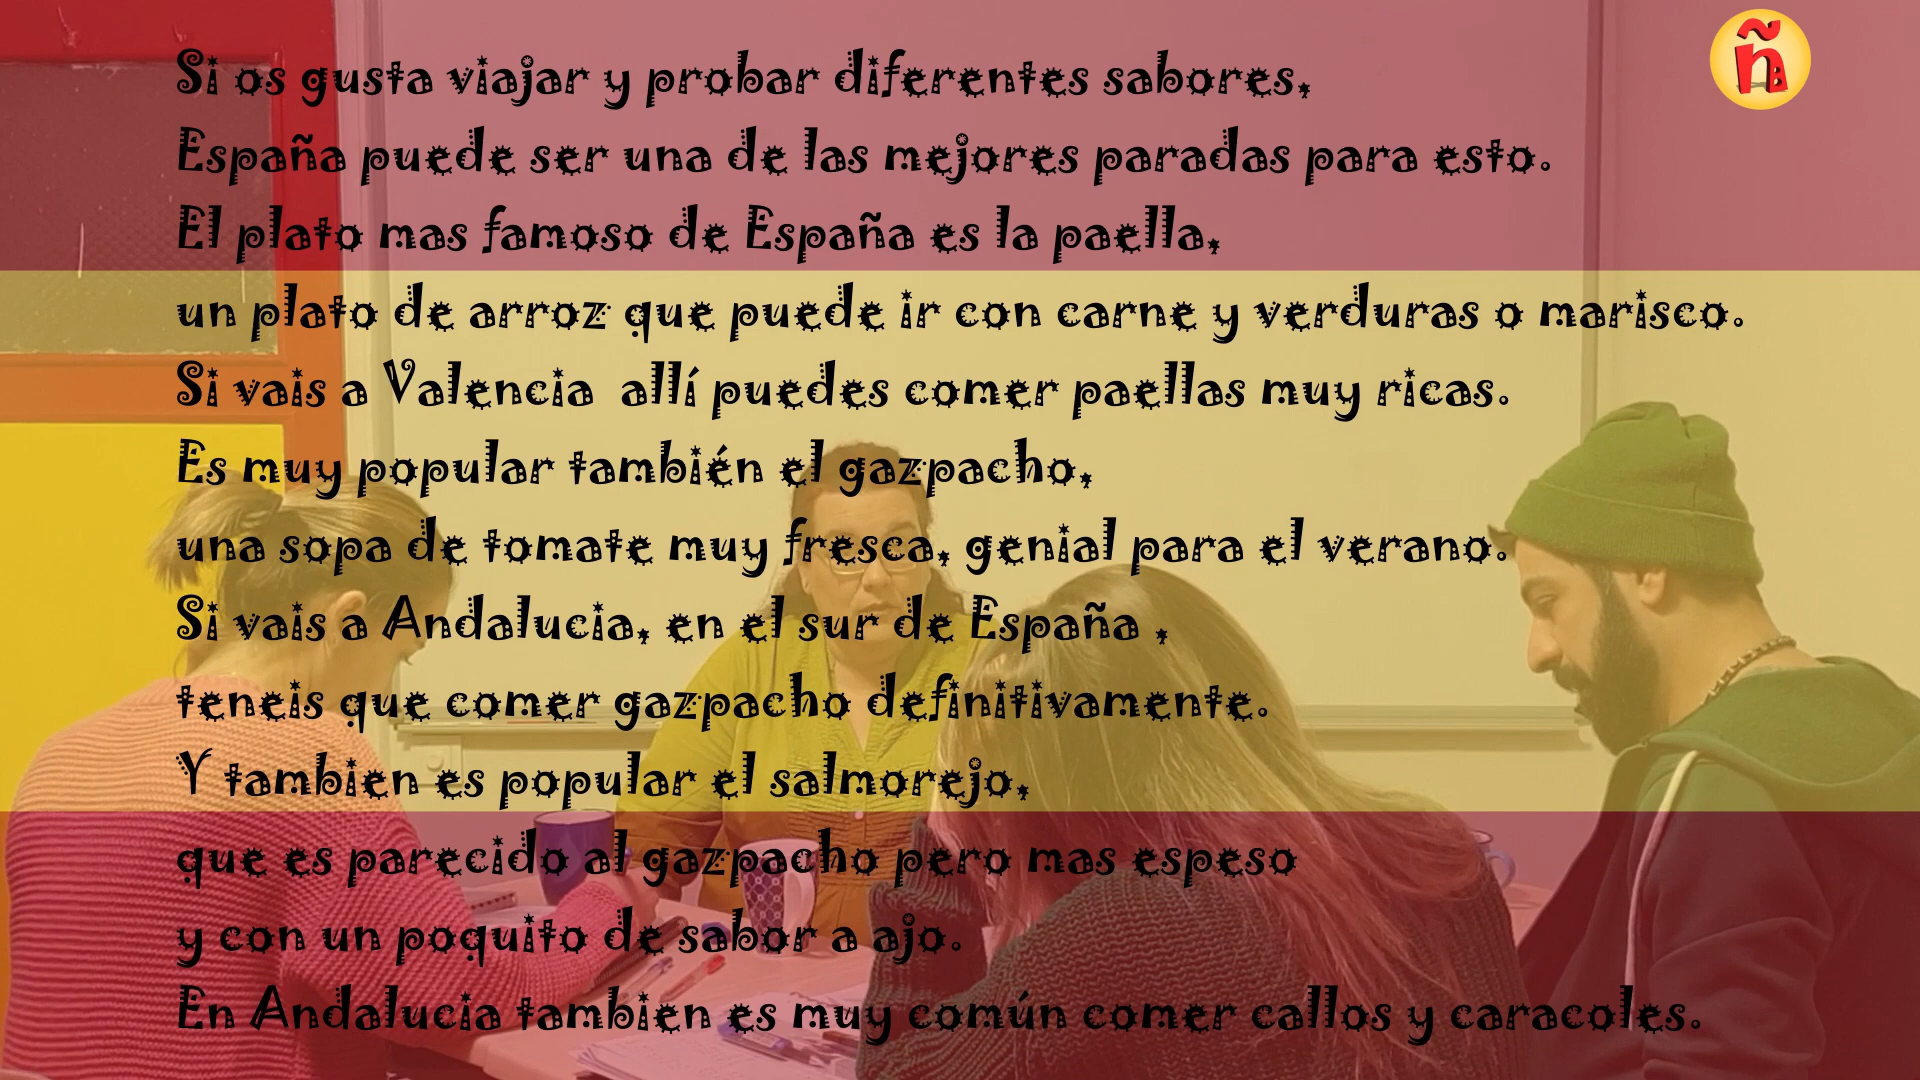 ñ
Si os gusta viajar y probar diferentes sabores,
España puede ser una de las mejores paradas para esto.
El plato mas famoso de España es la paella,
un plato de arroz que puede ir con carne y verduras o marisco.
Si vais a Valencia allí puedes comer paellas muy ricas.
Es muy popular también el gazpacho,
una sopa de tomate muy fresca, genial para el verano.
Si vais a Andalucia, en el sur de España ,
teneis que comer gazpacho definitivamente.
Y tambien es popular el salmorejo,
que es parecido al gazpacho pero mas espeso
y con un poquito de sabor a ajo.
En Andalucia tambien es muy común comer callos y caracoles.